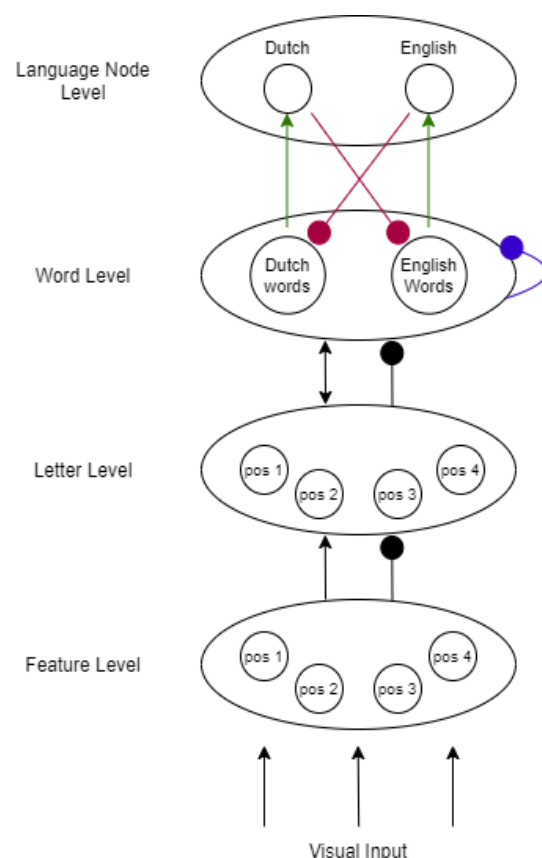 Dutch English
Language Node
Level
Word Level
Dutch
words
English
Words
Letter Level
pos 1
pos 2
pos 3
pos 4
Feature Level
pos 1
pos 2
pos 3
pos 4
Visual Input